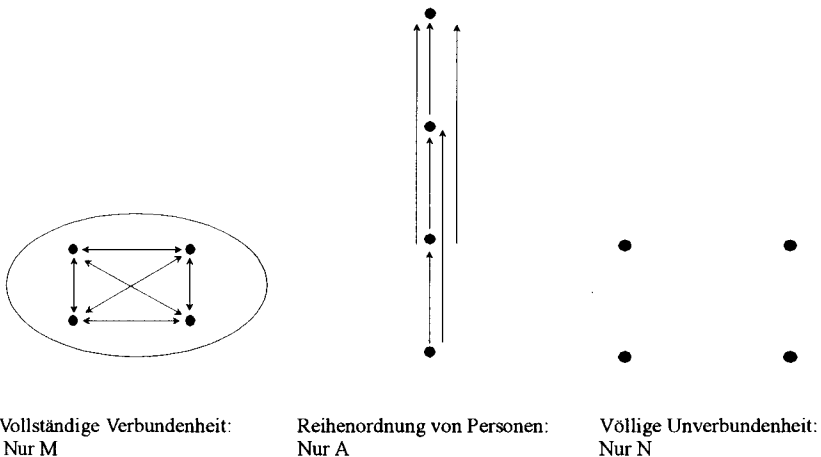 Vollständige Verbundenheit:
Nur M
Reihenordnung von Personen:
Nur A
Völlige Unverbundenheit:
Nur N